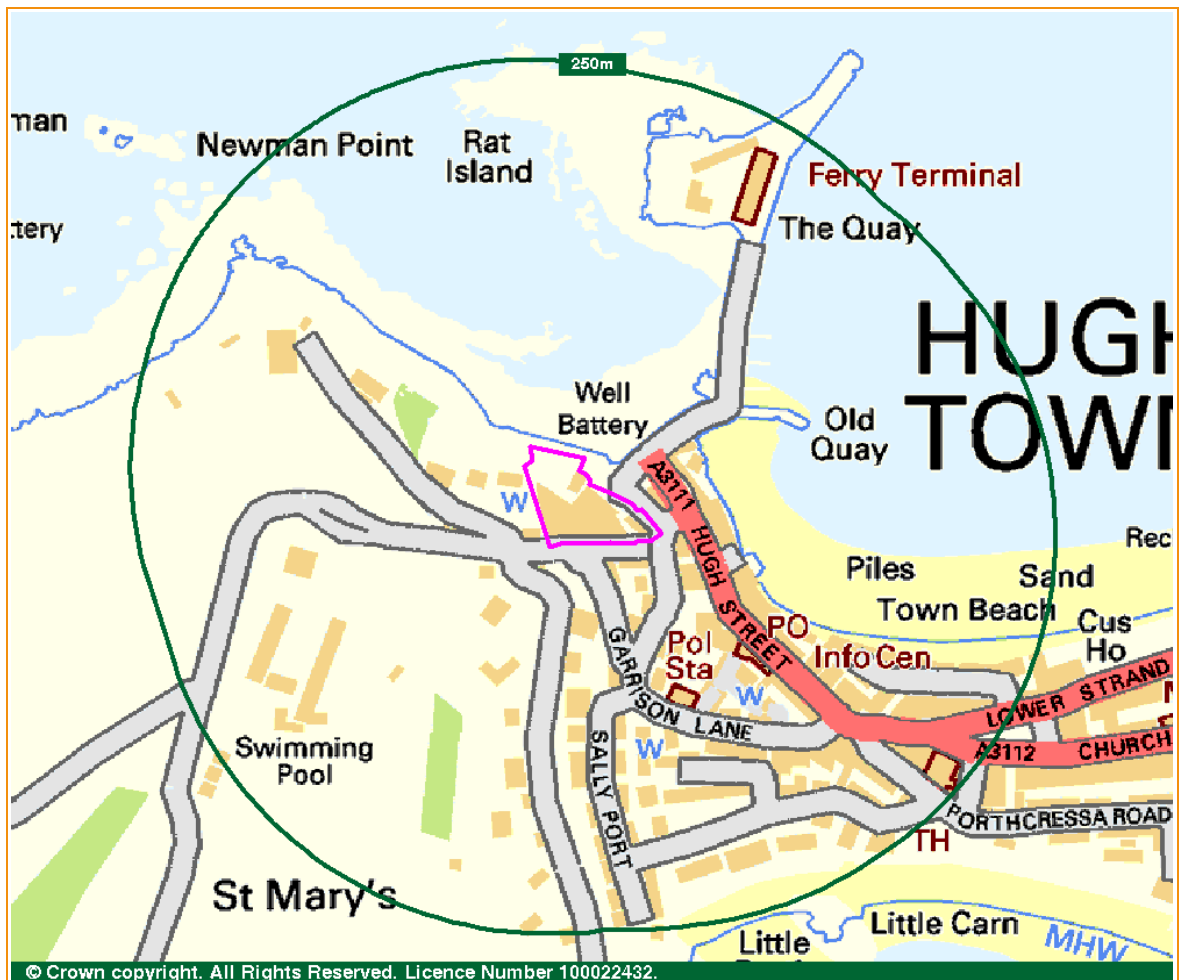 250m
man
Newman Point
Rat
Island
Ferry Terminal
The Quay
ttery
HUGH
TOWN
Well
Battery
Old
Quay
A3111 HUGH STREET
W
Rec
Piles
Sand
Town Beach
Cus
Ho
PO
Pol
Sta
Info Cen
W
GARRISON LANE
LOWER STRAND
W
Swimming
Pool
A3112
CHURCH
SALLY PORT
PORTHCRESSA ROAD
TH
St Mary's
Little Carn
Little
MHW
© Crown copyright. All Rights Reserved. Licence Number 100022432.